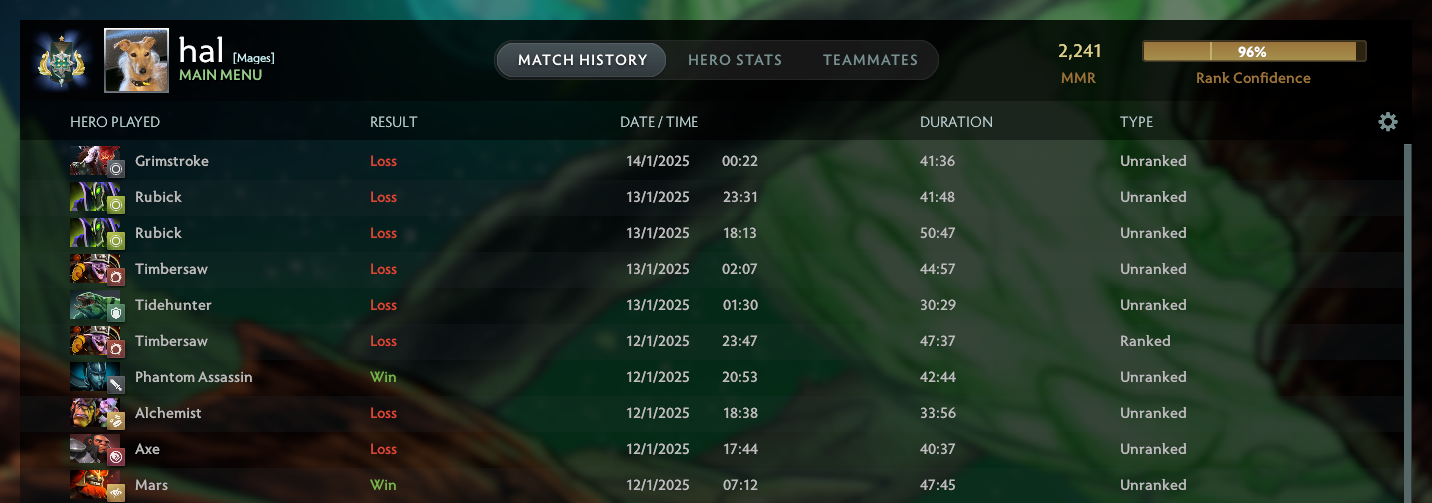 hal [Mages]
MAIN MENU
MATCH HISTORY HERO STATS TEAMMATES
2,241
MMR
96%
Rank Confidence
HERO PLAYED RESULT DATE / TIME DURATION TYPE
Grimstroke Loss 14/1/2025 00:22 41:36 Unranked
Rubick Loss 13/1/2025 23:31 41:48 Unranked
Rubick Loss 13/1/2025 18:13 50:47 Unranked
Timbersaw Loss 13/1/2025 02:07 44:57 Unranked
Tidehunter Loss 13/1/2025 01:30 30:29 Unranked
Timbersaw Loss 12/1/2025 23:47 47:37 Ranked
Phantom Assassin Win 12/1/2025 20:53 42:44 Unranked
Alchemist Loss 12/1/2025 18:38 33:56 Unranked
Axe Loss 12/1/2025 17:44 40:37 Unranked
Mars Win 12/1/2025 07:12 47:45 Unranked